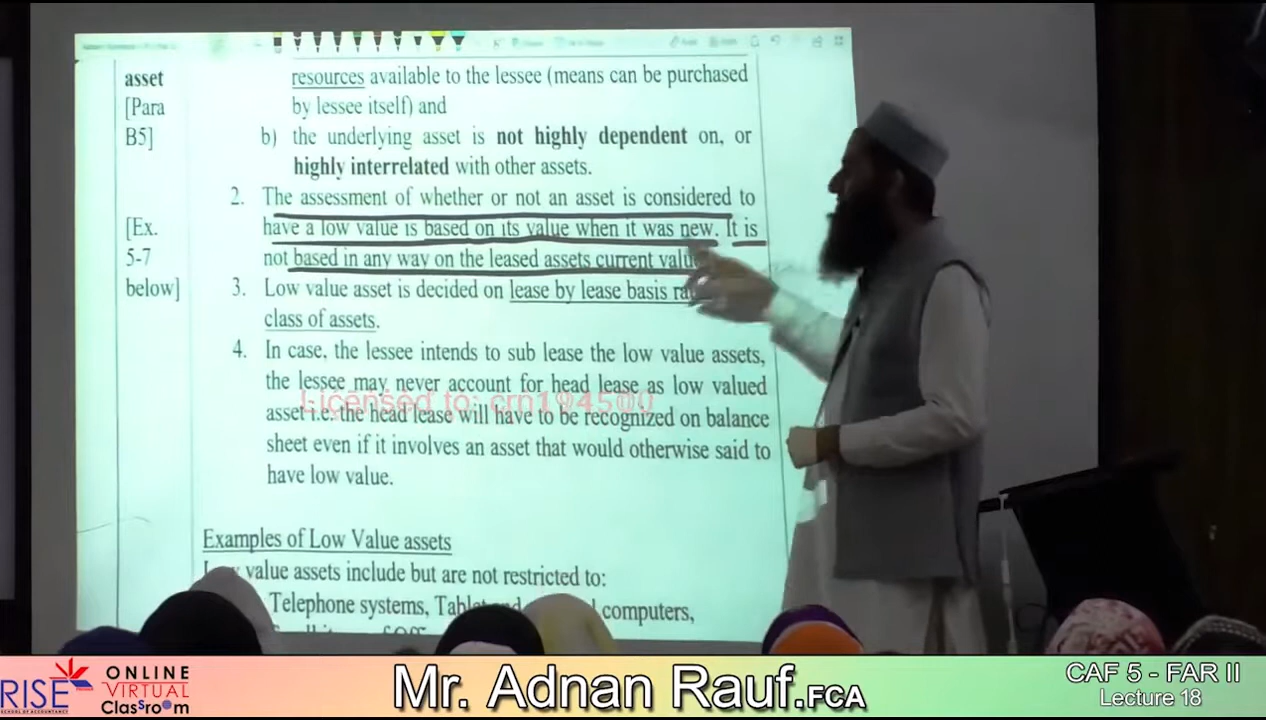 asset
[Para
B5]
[Ex.
5-7
below]
resources available to the lessee (means can be purchased
by lessee itself) and
b) the underlying asset is not highly dependent on, or
highly interrelated with other assets.
2. The assessment of whether or not an asset is considered to
have a low value is based on its value when it was new. It is
not based in any way on the leased assets current
3. Low value asset is decided on lease by lease basis
class of assets.
4. In case, the lessee intends to sub lease the low value assets,
the lessee may never account for head lease as low valued
asset i.e. the head lease will have to be recognized on balance
sheet even if it involves an asset that would otherwise said to
have low value.
Licensed to: crn194500
Examples of Low Value assets
value assets include but are not restricted to:
Telephone systems, computers,
RISE
SCHOOL OF ACCOUNTANCY
ONLINE
VIRTUAL
Classroom
Mr. Adnan Rauf.FCA
CAF 5 - FAR II
Lecture 18